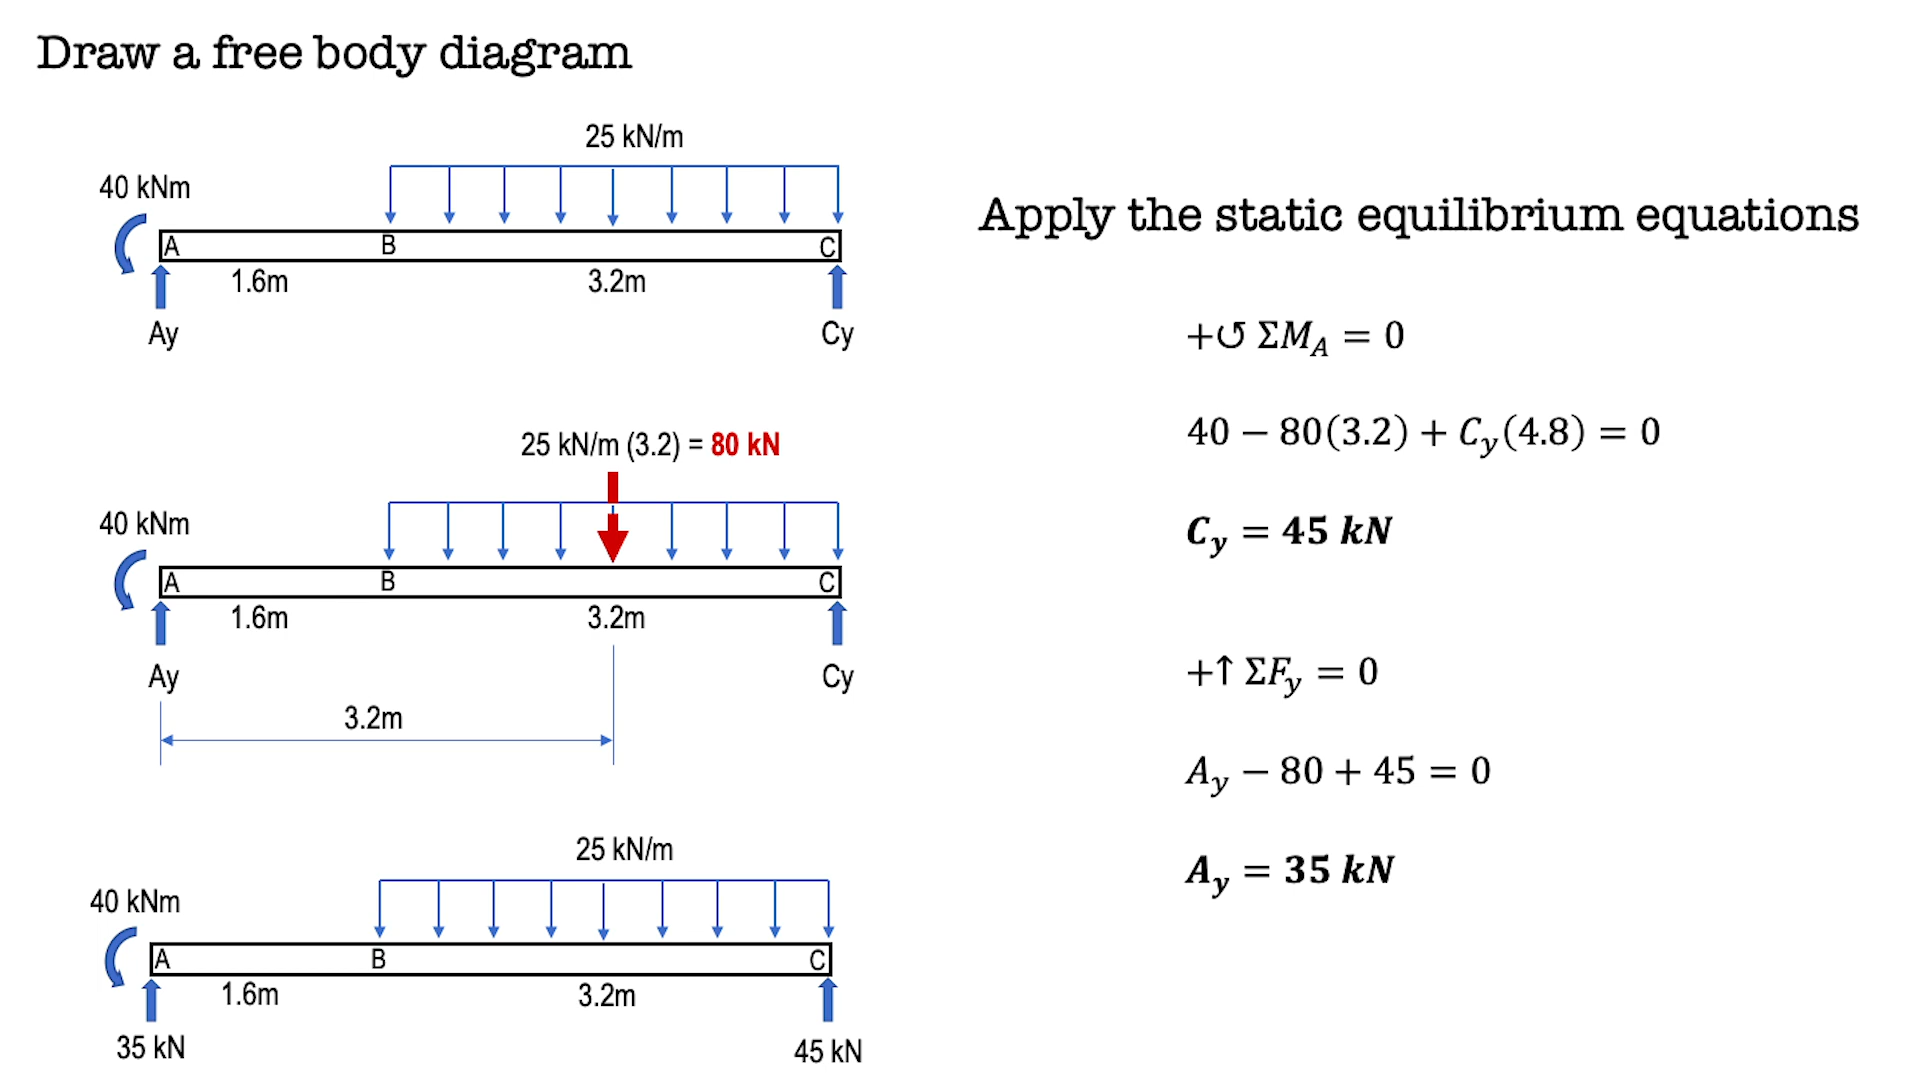 Draw a free body diagram
25 kN/m
40 kNm
A B C
1.6m 3.2m
Ay Cy
25 kN/m (3.2) = 80 kN
40 kNm
A B C
1.6m 3.2m
Ay Cy
3.2m
25 kN/m
40 kNm
A B C
1.6m 3.2m
35 kN 45 kN
Apply the static equilibrium equations
+↺ ΣM_A = 0
40 − 80(3.2) + C_y(4.8) = 0
C_y = 45 kN
+↑ ΣF_y = 0
A_y − 80 + 45 = 0
A_y = 35 kN